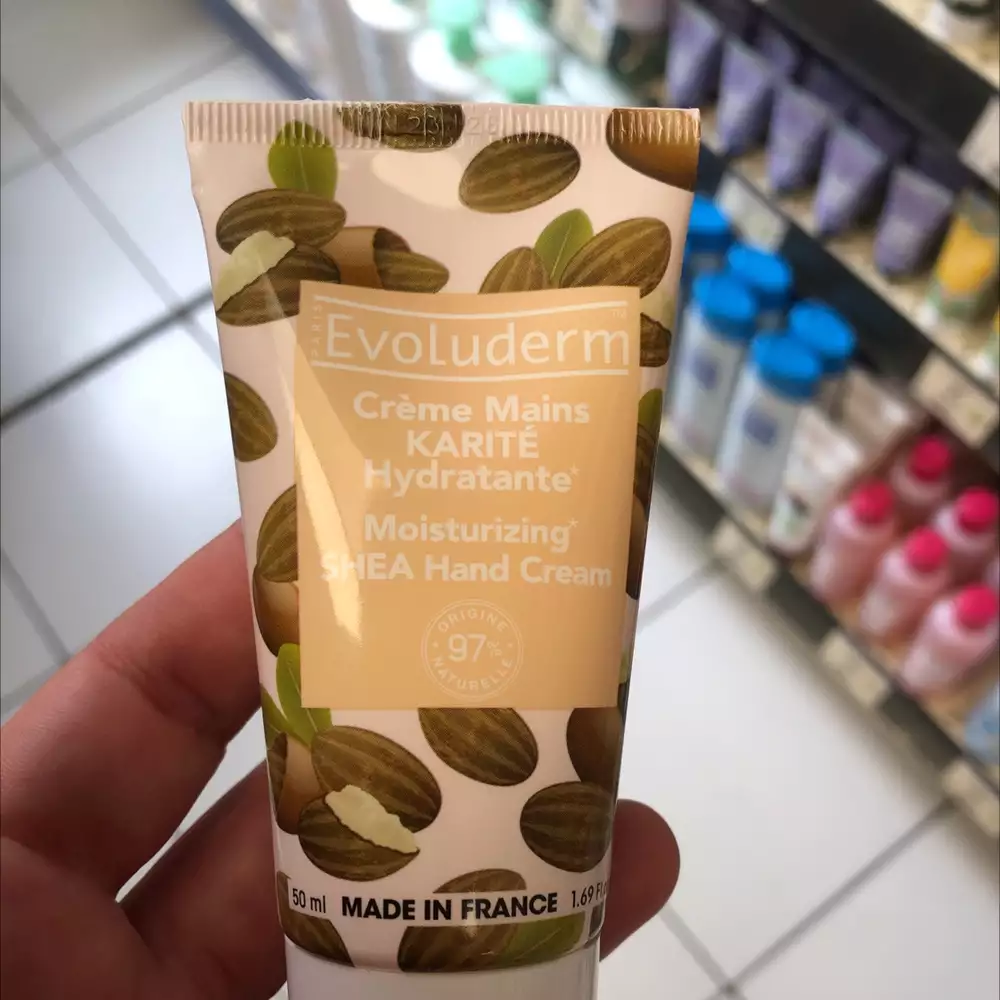 PARIS
Evoluderm™
Crème Mains
KARITÉ
Hydratante*
Moisturizing*
SHEA Hand Cream
ORIGINE
97%
NATURELLE
50 ml MADE IN FRANCE 1.69 Fl